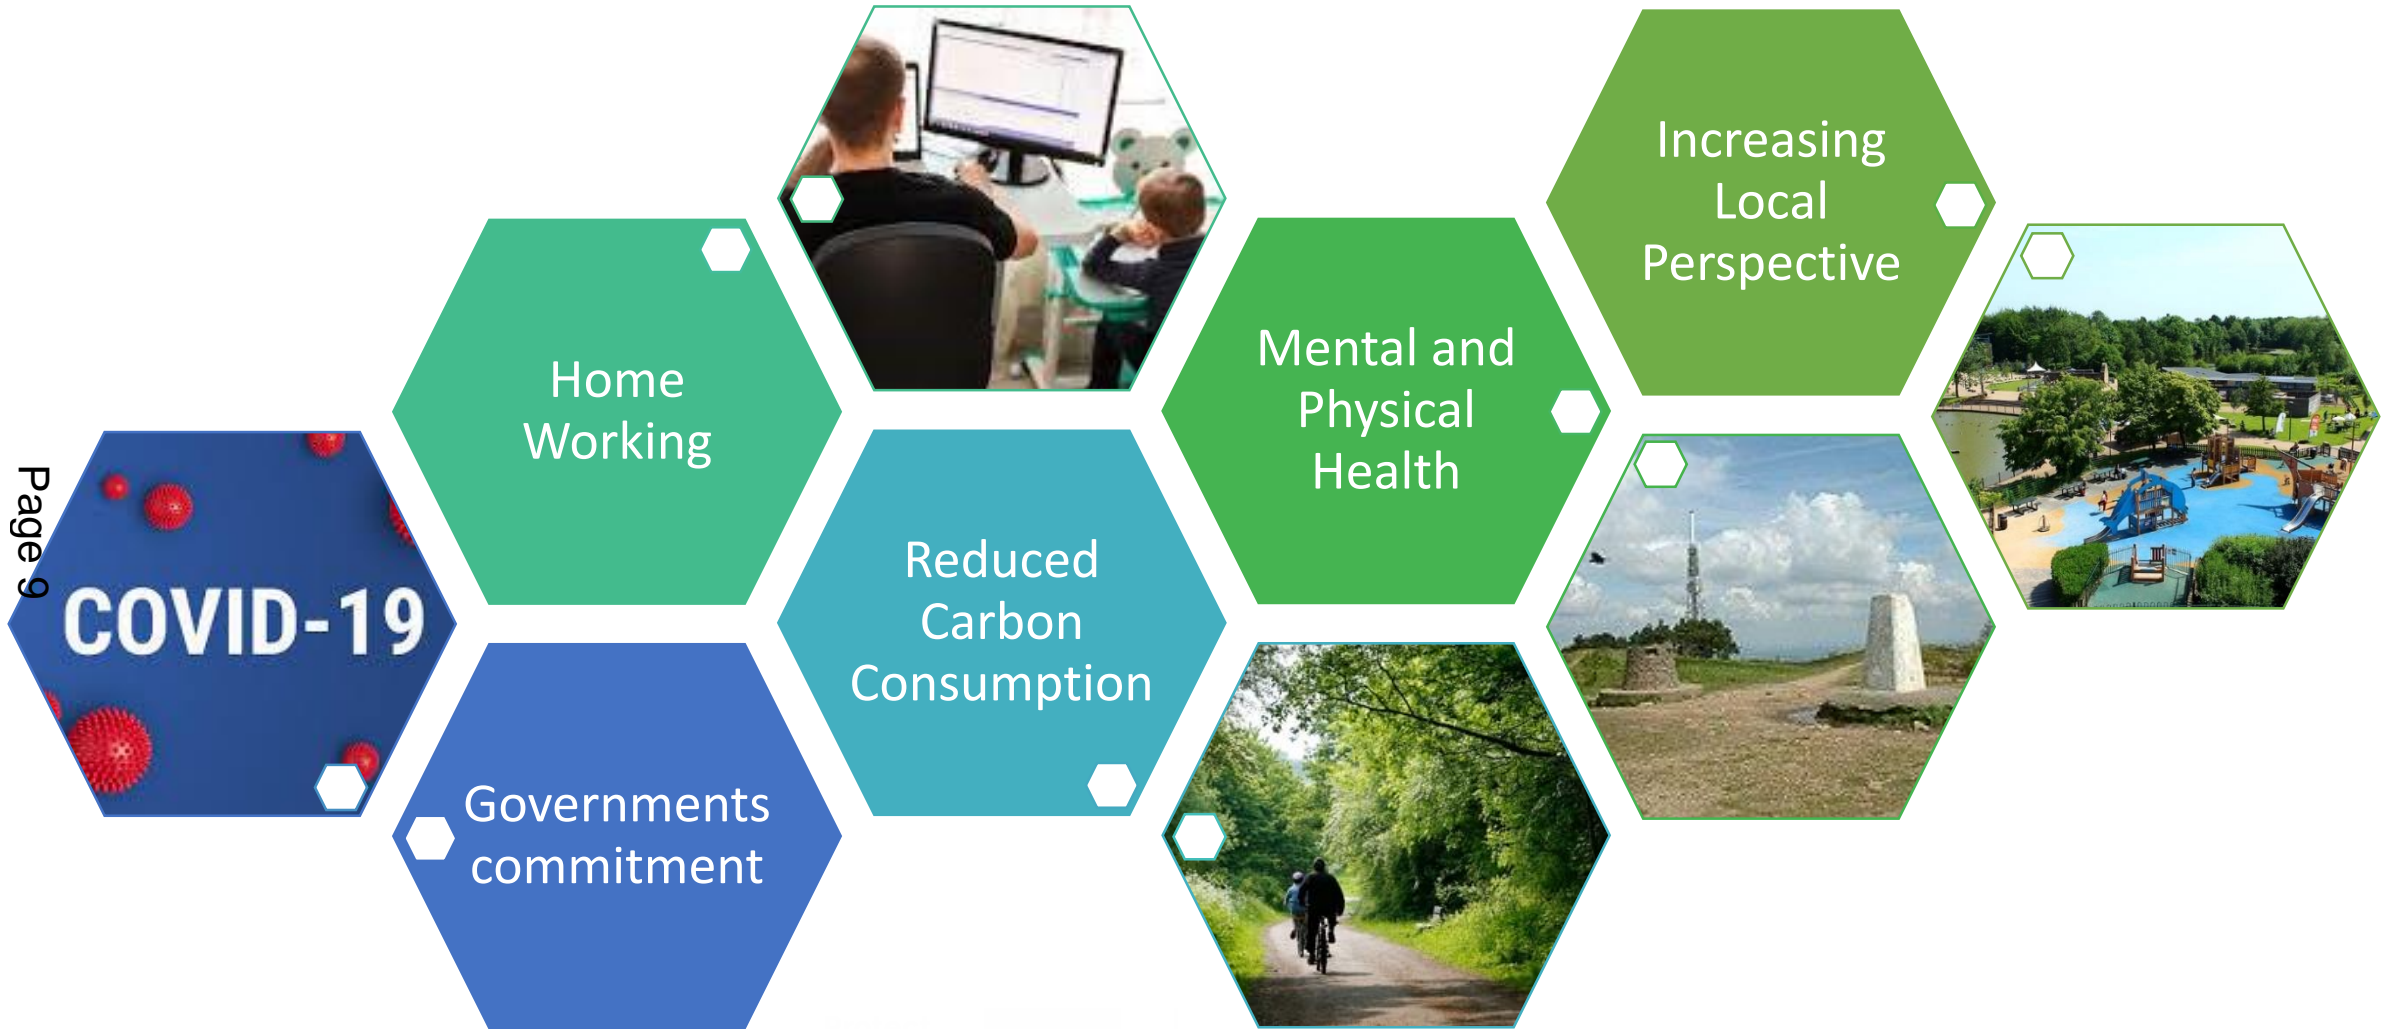 Page 9
COVID-19
Home
Working
Governments
commitment
Reduced
Carbon
Consumption
Mental and
Physical
Health
Increasing
Local
Perspective